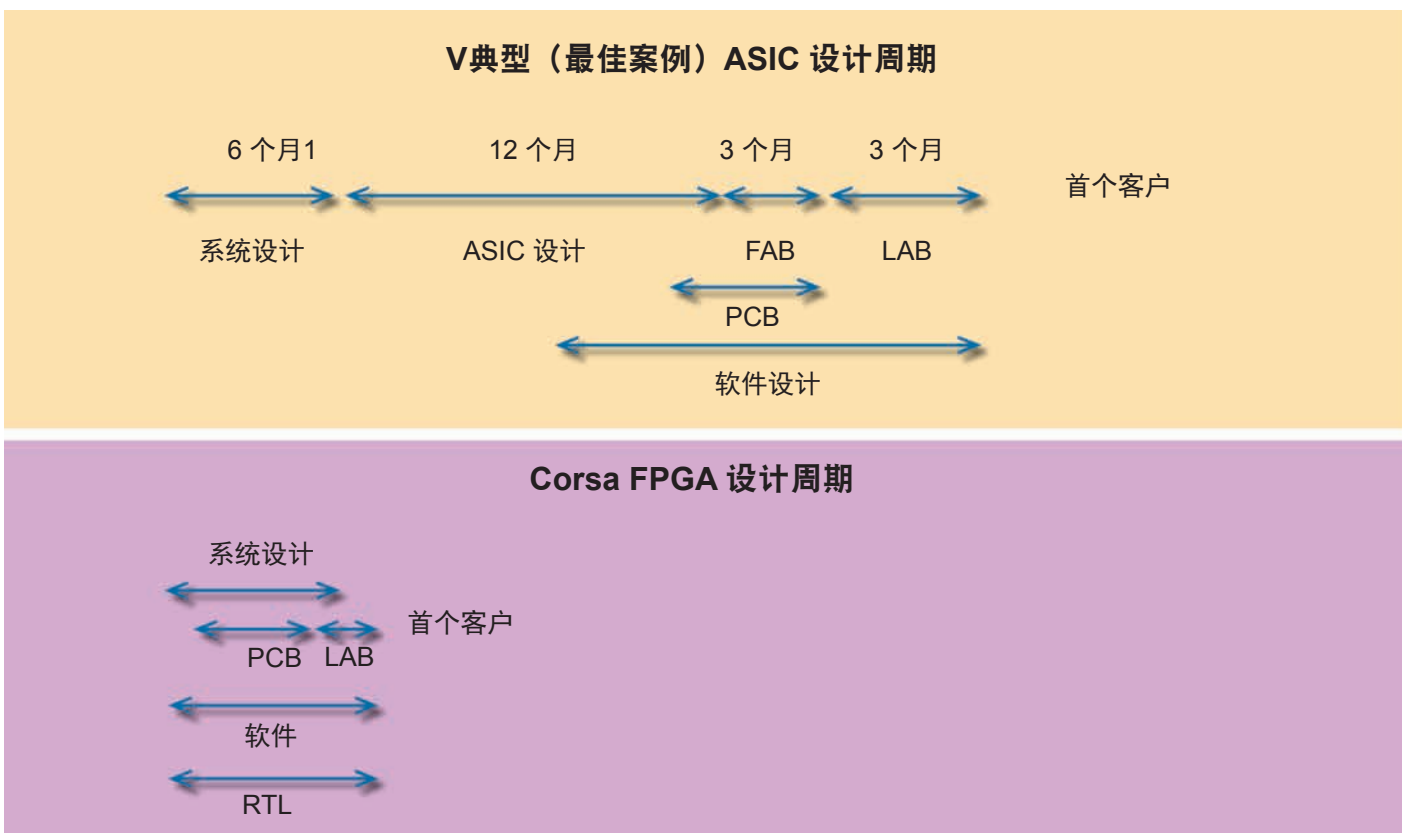 V典型（最佳案例）ASIC 设计周期
6 个月1
12 个月
3 个月
3 个月
首个客户
系统设计
ASIC 设计
FAB
LAB
PCB
软件设计
Corsa FPGA 设计周期
系统设计
首个客户
PCB
LAB
软件
RTL